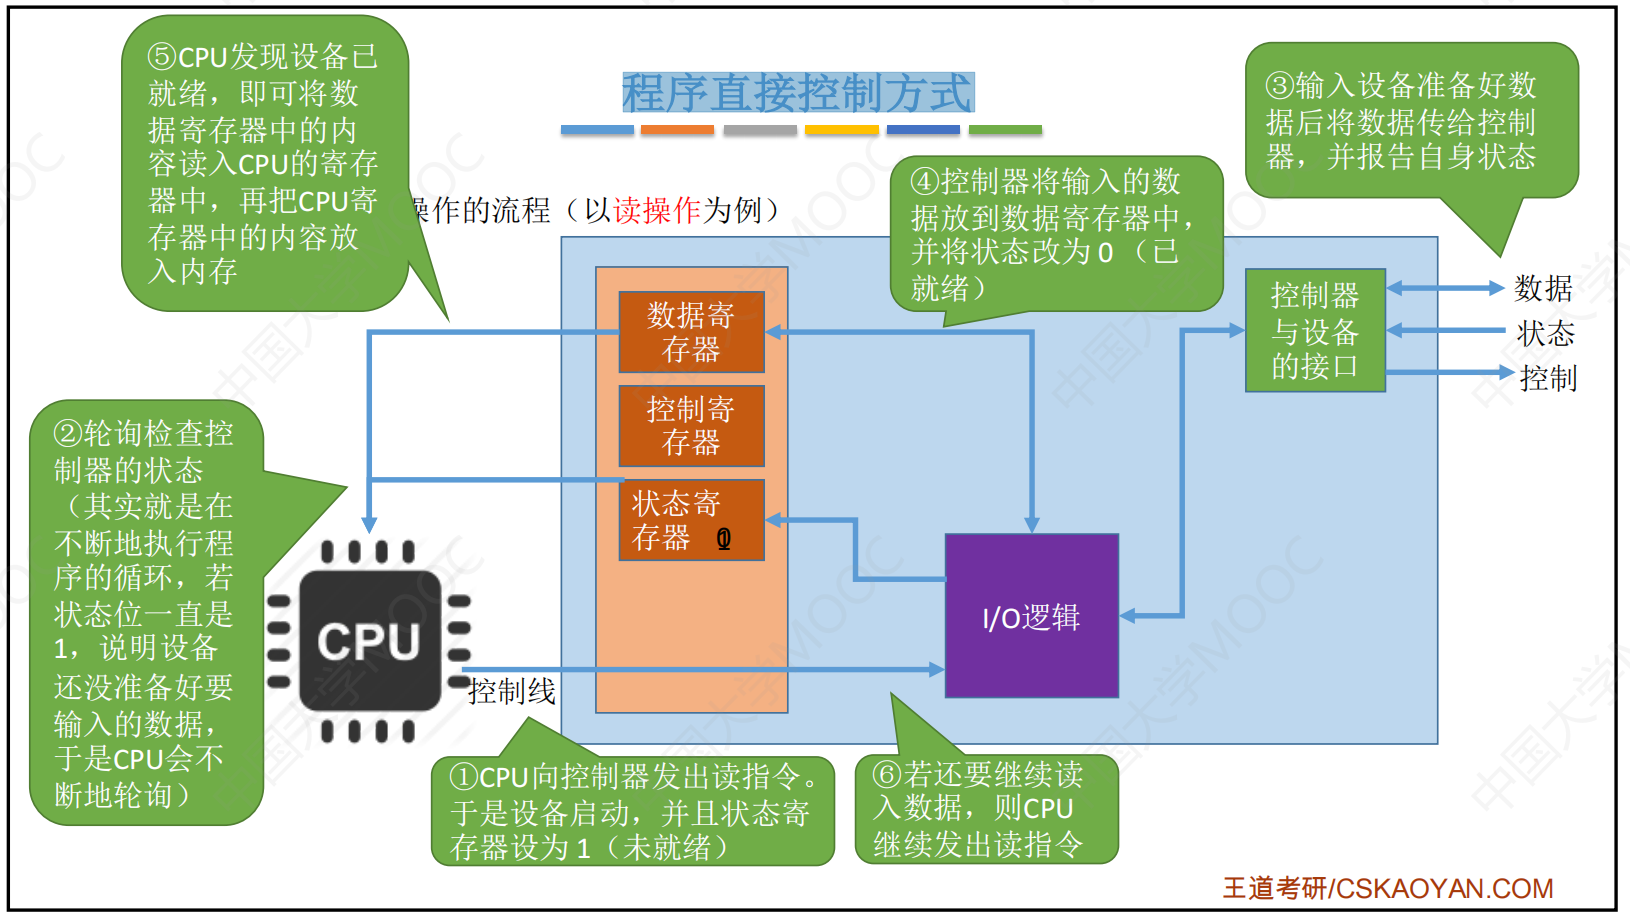 程序直接控制方式
操作的流程（以读操作为例）
⑤CPU发现设备已
就绪，即可将数
据寄存器中的内
容读入CPU的寄存
器中，再把CPU寄
存器中的内容放
入内存
③输入设备准备好数
据后将数据传给控制
器，并报告自身状态
④控制器将输入的数
据放到数据寄存器中，
并将状态改为0（已
就绪）
数据寄
存器
控制寄
存器
状态寄
存器
控制器
与设备
的接口
数据
状态
控制
②轮询检查控
制器的状态
（其实就是在
不断地执行程
序的循环，若
状态位一直是
1，说明设备
还没准备好要
输入的数据，
于是CPU会不
断地轮询）
CPU
I/O逻辑
控制线
①CPU向控制器发出读指令。
于是设备启动，并且状态寄
存器设为1（未就绪）
⑥若还要继续读
入数据，则CPU
继续发出读指令
王道考研/CSKAOYAN.COM
中国大学MOOC